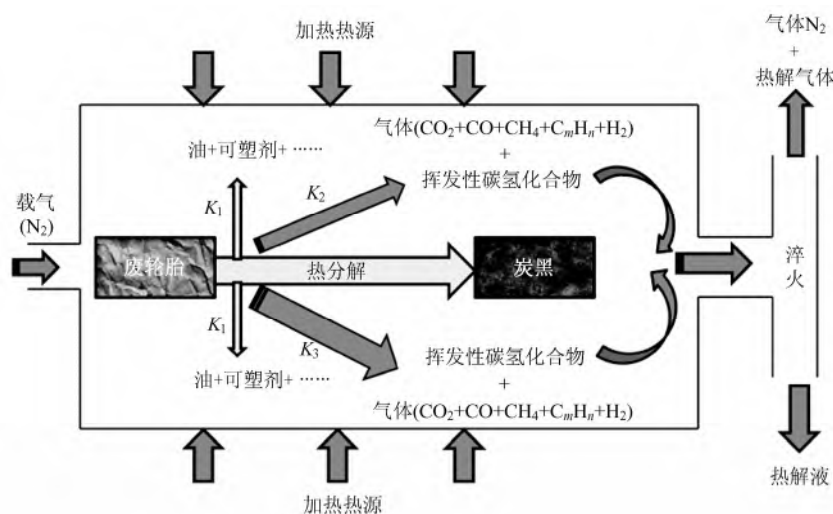 加热热源
气体N₂
+
热解气体
气体(CO₂+CO+CH₄+CₘHₙ+H₂)
+
挥发性碳氢化合物
油+可塑剂+ ······
K₁
K₂
载气
(N₂)
废轮胎
热分解
炭黑
淬火
K₁
K₃
挥发性碳氢化合物
+
气体(CO₂+CO+CH₄+CₘHₙ+H₂)
油+可塑剂+ ······
热解液
加热热源